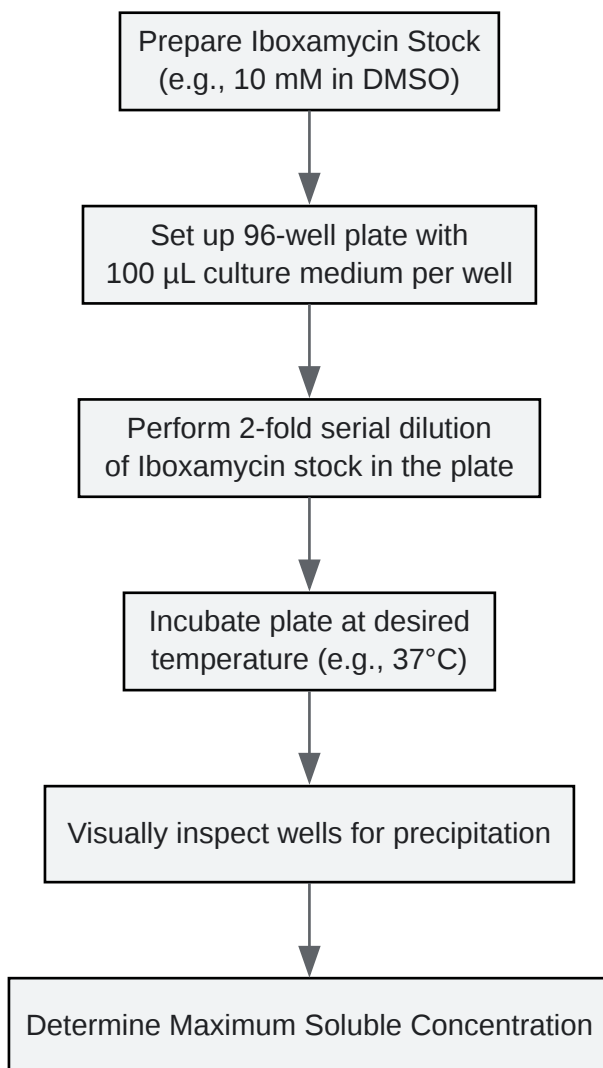 Prepare Iboxamycin Stock
(e.g., 10 mM in DMSO)
Set up 96-well plate with
100 µL culture medium per well
Perform 2-fold serial dilution
of Iboxamycin stock in the plate
Incubate plate at desired
temperature (e.g., 37°C)
Visually inspect wells for precipitation
Determine Maximum Soluble Concentration